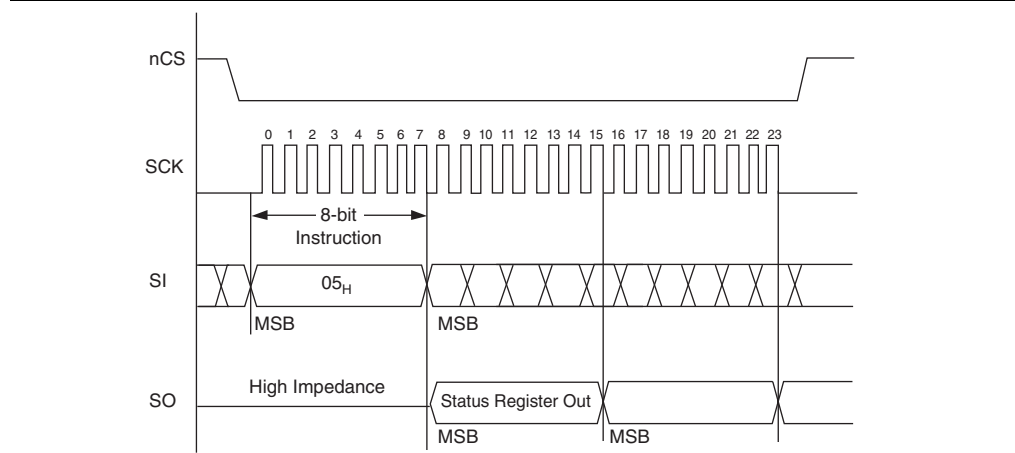 nCS
0 1 2 3 4 5 6 7 8 9 10 11 12 13 14 15 16 17 18 19 20 21 22 23
SCK
8-bit
Instruction
SI
05H
MSB MSB
High Impedance
SO
Status Register Out
MSB MSB